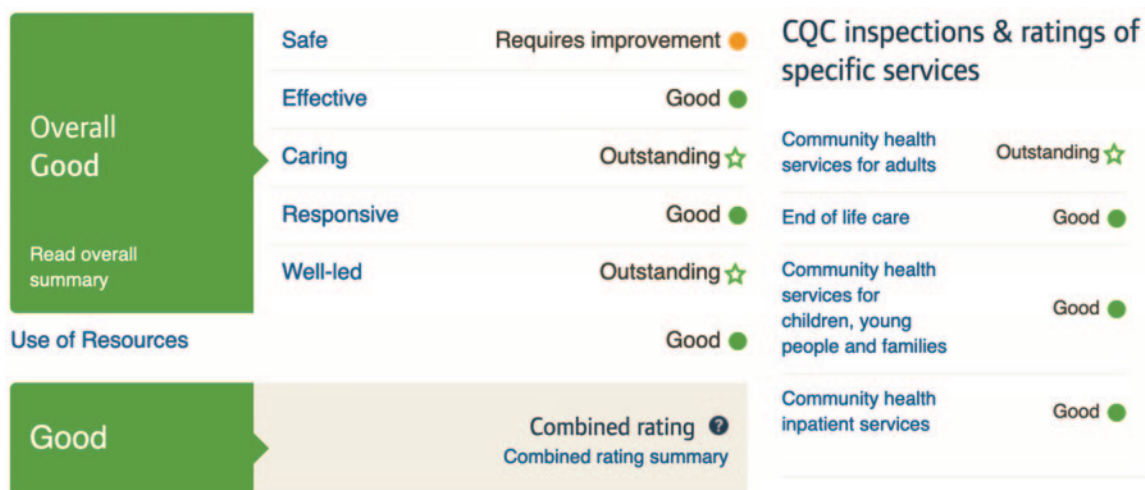 Overall
Good
Read overall
summary
Safe Requires improvement
Effective Good
Caring Outstanding
Responsive Good
Well-led Outstanding
Use of Resources Good
Good
Combined rating ?
Combined rating summary
CQC inspections & ratings of
specific services
Community health
services for adults
Outstanding
End of life care Good
Community health
services for
children, young
people and families
Good
Community health
inpatient services
Good